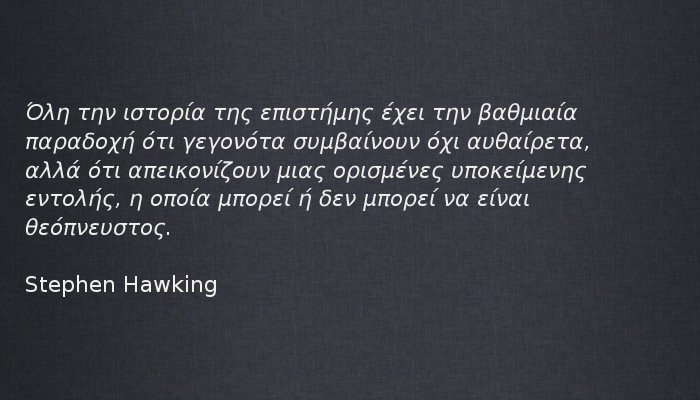 Όλη την ιστορία της επιστήμης έχει την βαθμιαία
παραδοχή ότι γεγονότα συμβαίνουν όχι αυθαίρετα,
αλλά ότι απεικονίζουν μιας ορισμένες υποκείμενης
εντολής, η οποία μπορεί ή δεν μπορεί να είναι
θεόπνευστος.
Stephen Hawking